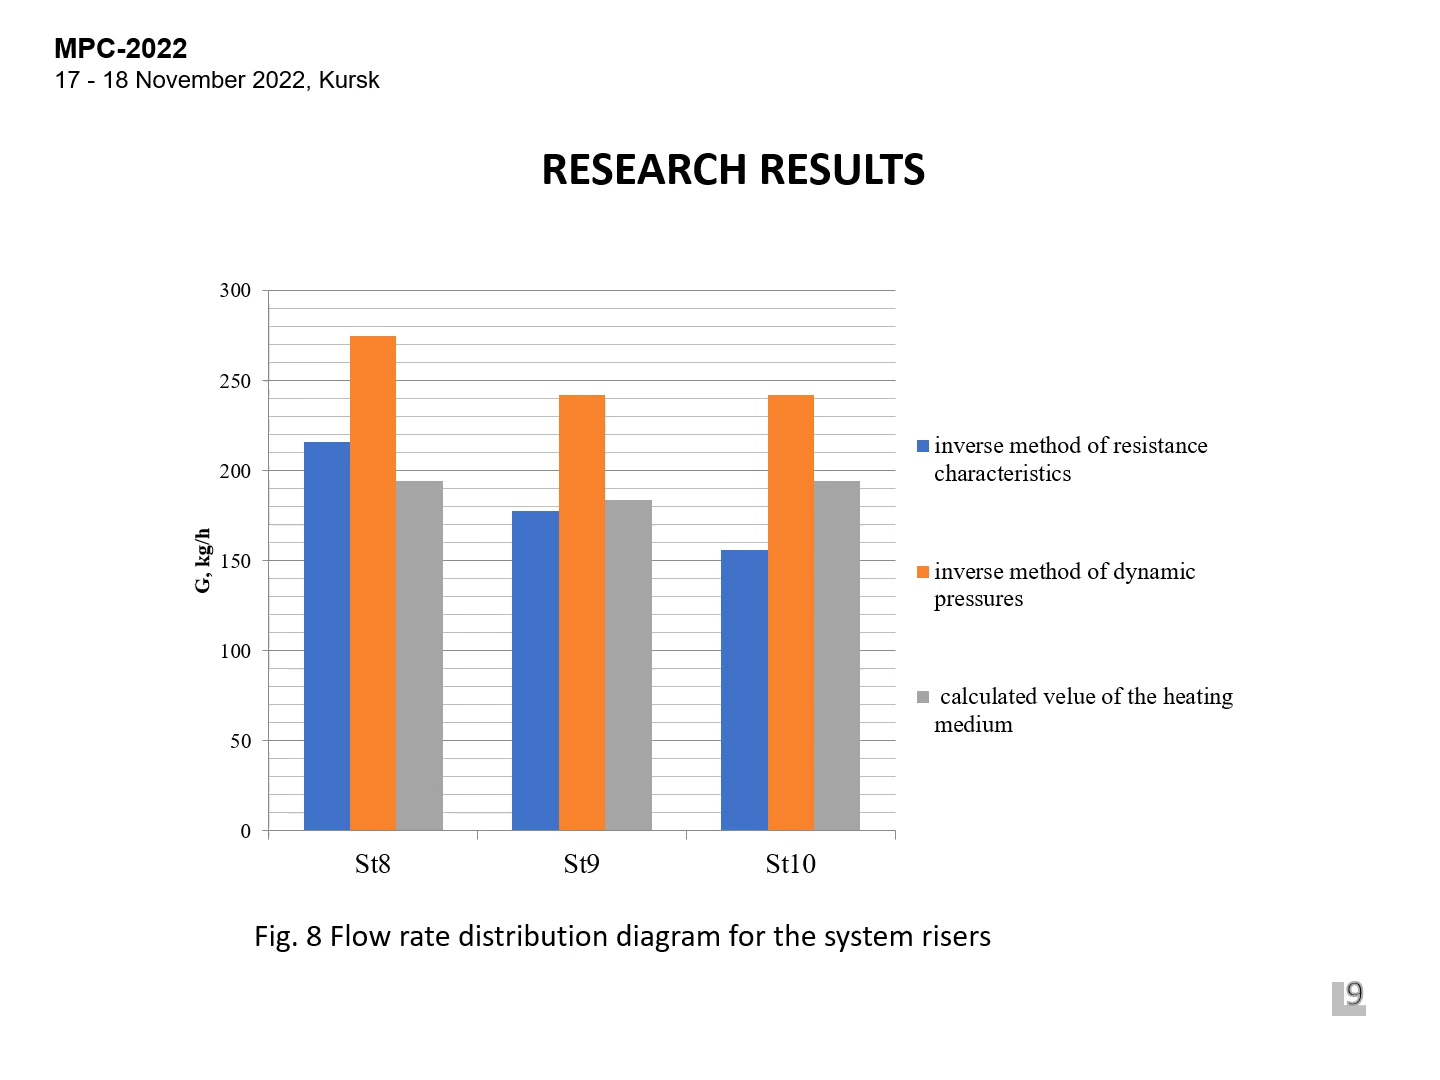 MPC-2022
17 - 18 November 2022, Kursk
RESEARCH RESULTS
300
250
200
150
100
50
0
G, kg/h
St8 St9 St10
inverse method of resistance
characteristics
inverse method of dynamic
pressures
calculated velue of the heating
medium
Fig. 8 Flow rate distribution diagram for the system risers
9